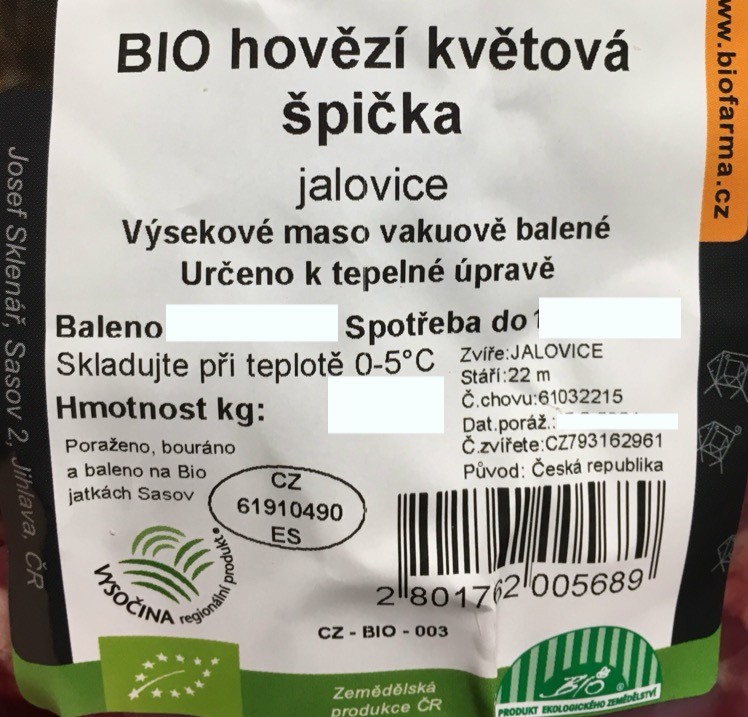 BIO hovězí květová
špička
jalovice
Výsekové maso vakuově balené
Určeno k tepelné úpravě
Baleno
Spotřeba do 1
Skladujte při teplotě 0-5°C
Hmotnost kg:
Zvíře:JALOVICE
Stáří:22 m
Č.chovu:61032215
Dat.poráž.:
Č.zvířete:CZ793162961
Původ: Česká republika
Poraženo, bouráno
a baleno na Bio
jatkách Sasov
CZ
61910490
ES
VYSOČINA regionální produkt
2 801762 005689
CZ - BIO - 003
Zemědělská
produkce ČR
BIO
PRODUKT EKOLOGICKÉHO ZEMĚDĚLSTVÍ
www.biofarma.cz
Josef Sklenář, Sasov 2, Jihlava, ČR